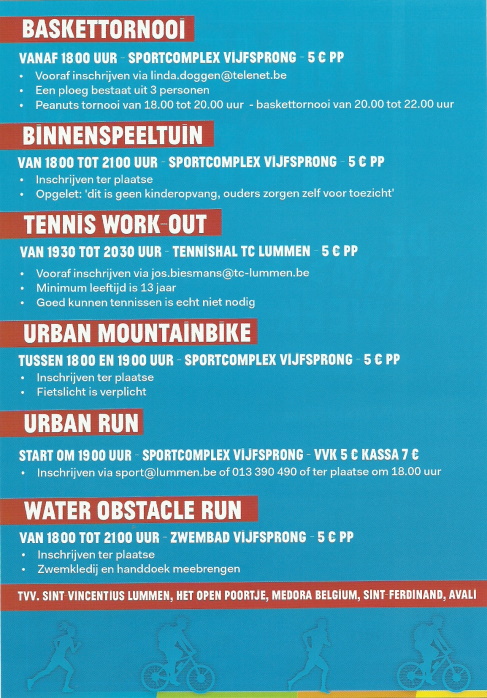 BASKETTORNOOI
VANAF 18 00 UUR - SPORTCOMPLEX VIJFSPRONG - 5 € PP
• Vooraf inschrijven via linda.doggen@telenet.be
• Een ploeg bestaat uit 3 personen
• Peanuts tornooi van 18.00 tot 20.00 uur - baskettornooi van 20.00 tot 22.00 uur
BINNENSPEELTUIN
VAN 18 00 TOT 21 00 UUR - SPORTCOMPLEX VIJFSPRONG - 5 € PP
• Inschrijven ter plaatse
• Opgelet: 'dit is geen kinderopvang, ouders zorgen zelf voor toezicht'
TENNIS WORK-OUT
VAN 19 30 TOT 20 30 UUR - TENNISHAL TC LUMMEN - 5 € PP
• Vooraf inschrijven via jos.biesmans@tc-lummen.be
• Minimum leeftijd is 13 jaar
• Goed kunnen tennissen is echt niet nodig
URBAN MOUNTAINBIKE
TUSSEN 18 00 EN 19 00 UUR - SPORTCOMPLEX VIJFSPRONG - 5 € PP
• Inschrijven ter plaatse
• Fietslicht is verplicht
URBAN RUN
START OM 19 00 UUR - SPORTCOMPLEX VIJFSPRONG - VVK 5 € KASSA 7 €
• Inschrijven via sport@lummen.be of 013 390 490 of ter plaatse om 18.00 uur
WATER OBSTACLE RUN
VAN 18 00 TOT 21 00 UUR - ZWEMBAD VIJFSPRONG - 5 € PP
• Inschrijven ter plaatse
• Zwemkledij en handdoek meebrengen
TVV. SINT-VINCENTIUS LUMMEN, HET OPEN POORTJE, MEDORA BELGIUM, SINT-FERDINAND, AVALI